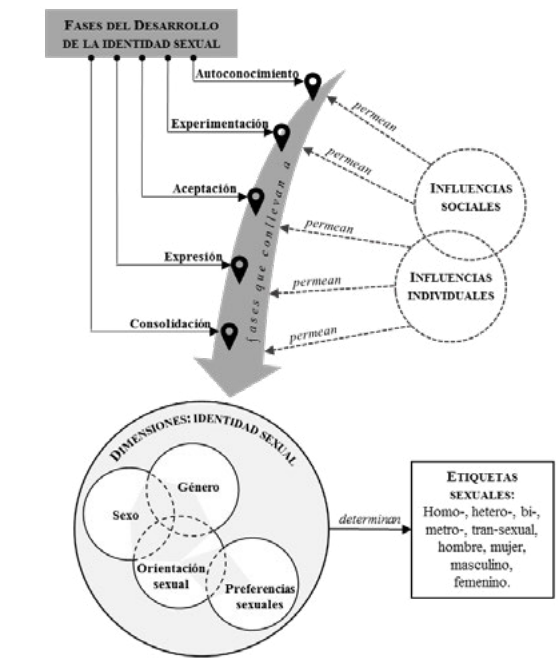 FASES DEL DESARROLLO
DE LA IDENTIDAD SEXUAL
Autoconocimiento
Experimentación
Aceptación
Expresión
Consolidación
fases que conllevan a
permean
permean
permean
permean
permean
INFLUENCIAS
SOCIALES
INFLUENCIAS
INDIVIDUALES
DIMENSIONES: IDENTIDAD SEXUAL
Sexo
Género
Orientación
sexual
Preferencias
sexuales
determinan
ETIQUETAS
SEXUALES:
Homo-, hetero-, bi-,
metro-, tran-sexual,
hombre, mujer,
masculino,
femenino.